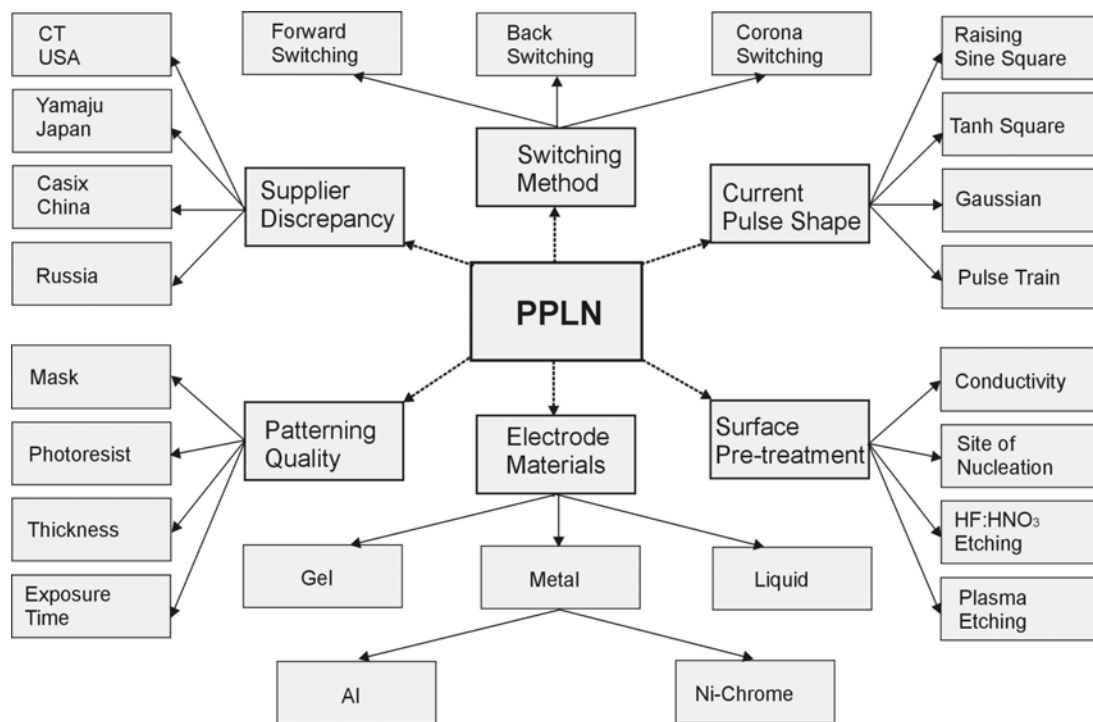 CT
USA
Forward
Switching
Back
Switching
Corona
Switching
Raising
Sine Square
Yamaju
Japan
Switching
Method
Tanh Square
Casix
China
Supplier
Discrepancy
Current
Pulse Shape
Gaussian
Russia
Pulse Train
PPLN
Mask
Conductivity
Patterning
Quality
Electrode
Materials
Surface
Pre-treatment
Photoresist
Site of
Nucleation
Thickness
HF:HNO₃
Etching
Gel
Metal
Liquid
Exposure
Time
Plasma
Etching
Al
Ni-Chrome